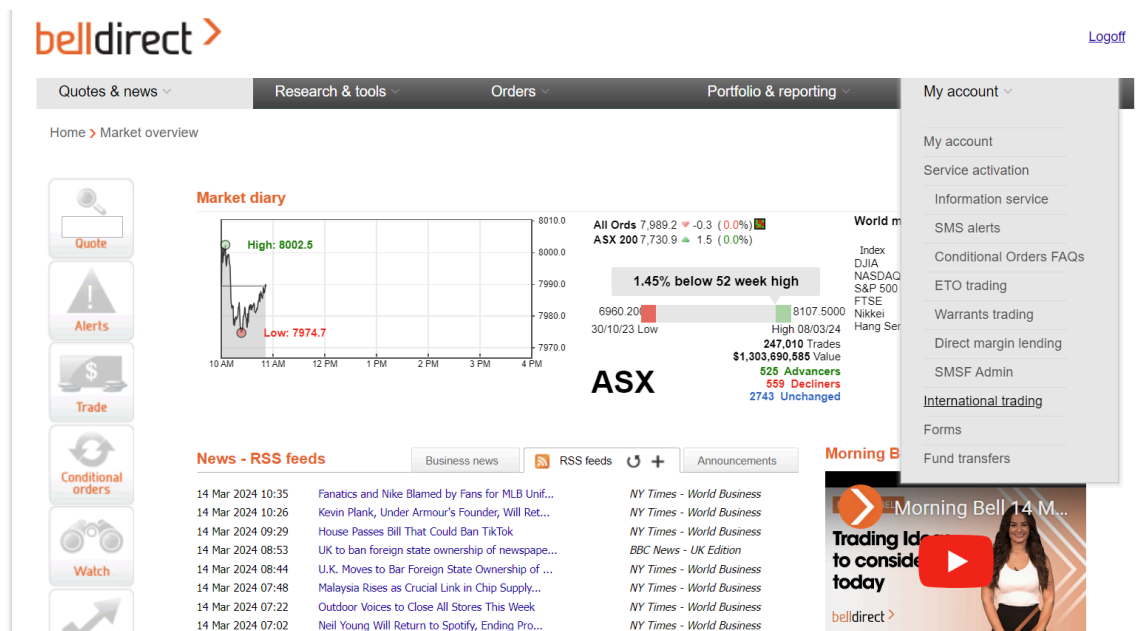 belldirect
Logoff
Quotes & news
Research & tools
Orders
Portfolio & reporting
My account
Home > Market overview
My account
Service activation
Information service
SMS alerts
Conditional Orders FAQs
ETO trading
Warrants trading
Direct margin lending
SMSF Admin
International trading
Forms
Fund transfers
Quote
Alerts
Trade
Conditional
orders
Watch
Market diary
8010.0
8000.0
7990.0
7980.0
7970.0
High: 8002.5
Low: 7974.7
10 AM 11 AM 12 PM 1 PM 2 PM 3 PM 4 PM
All Ords 7,989.2 -0.3 (0.0%)
ASX 200 7,730.9 1.5 (0.0%)
1.45% below 52 week high
6960.20 8107.5000
30/10/23 Low High 08/03/24
247,010 Trades
$1,303,690,585 Value
525 Advancers
559 Decliners
2743 Unchanged
ASX
World m
Index
DJIA
NASDAQ
S&P 500
FTSE
Nikkei
Hang Sen
News - RSS feeds
Business news
RSS feeds
Announcements
14 Mar 2024 10:35 Fanatics and Nike Blamed by Fans for MLB Unif... NY Times - World Business
14 Mar 2024 10:26 Kevin Plank, Under Armour's Founder, Will Ret... NY Times - World Business
14 Mar 2024 09:29 House Passes Bill That Could Ban TikTok NY Times - World Business
14 Mar 2024 08:53 UK to ban foreign state ownership of newspape... BBC News - UK Edition
14 Mar 2024 08:44 U.K. Moves to Bar Foreign State Ownership of ... NY Times - World Business
14 Mar 2024 07:48 Malaysia Rises as Crucial Link in Chip Supply... NY Times - World Business
14 Mar 2024 07:22 Outdoor Voices to Close All Stores This Week NY Times - World Business
14 Mar 2024 07:02 Neil Young Will Return to Spotify, Ending Pro... NY Times - World Business
Morning B
Morning Bell 14 M...
Trading Ideas
to conside
today
belldirect